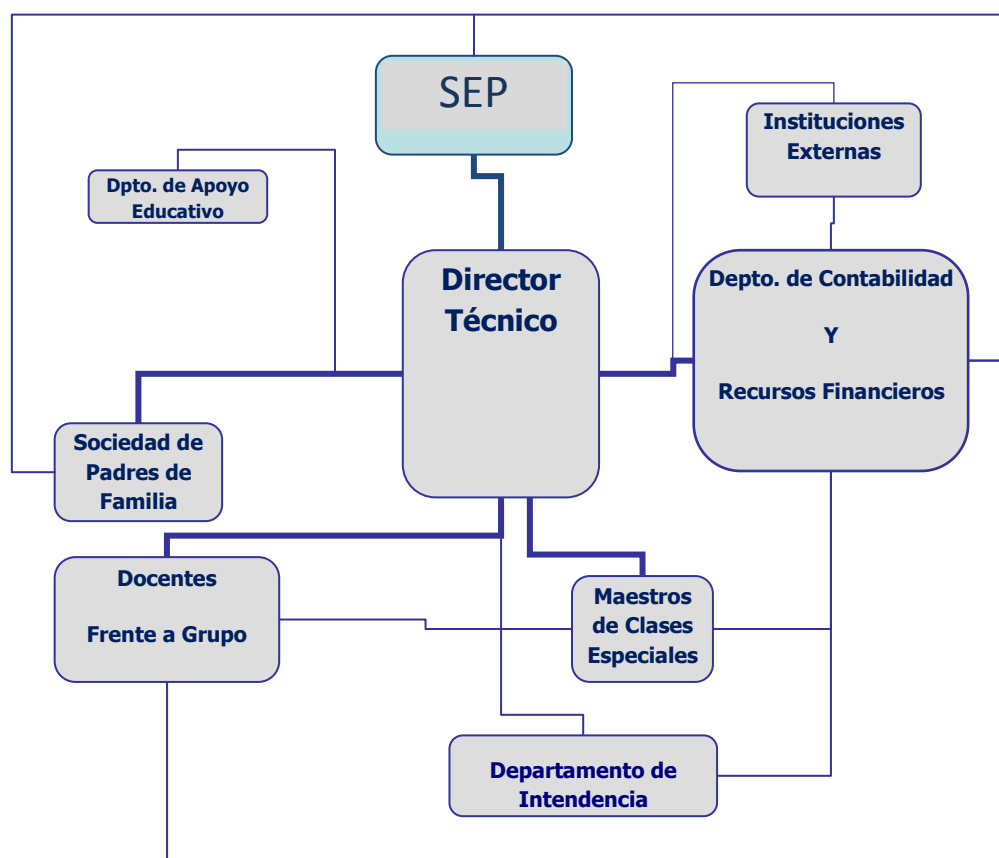 SEP
Instituciones
Externas
Dpto. de Apoyo
Educativo
Director
Técnico
Depto. de Contabilidad
Y
Recursos Financieros
Sociedad de
Padres de
Familia
Docentes
Frente a Grupo
Maestros
de Clases
Especiales
Departamento de
Intendencia